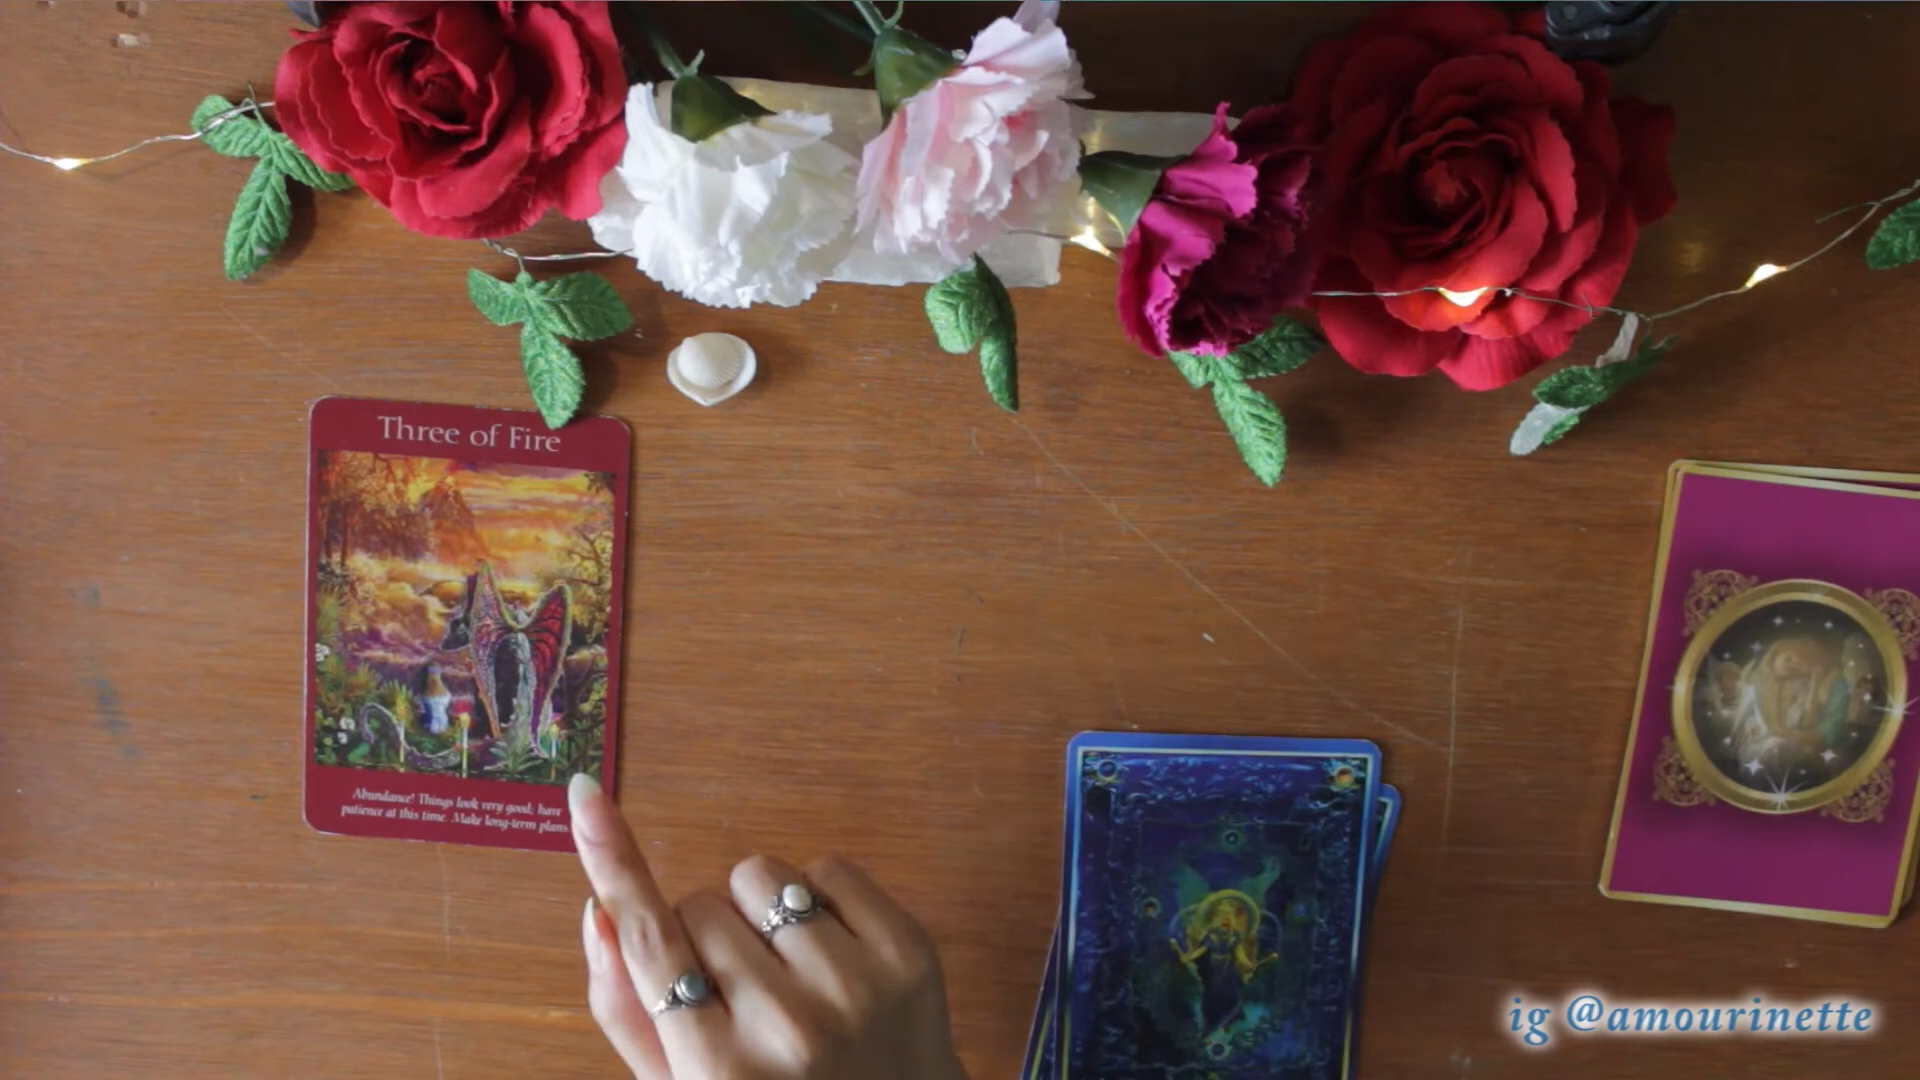 Three of Fire
Abundance! Things look very good; have
patience at this time. Make long-term plans.
ig @amourinette